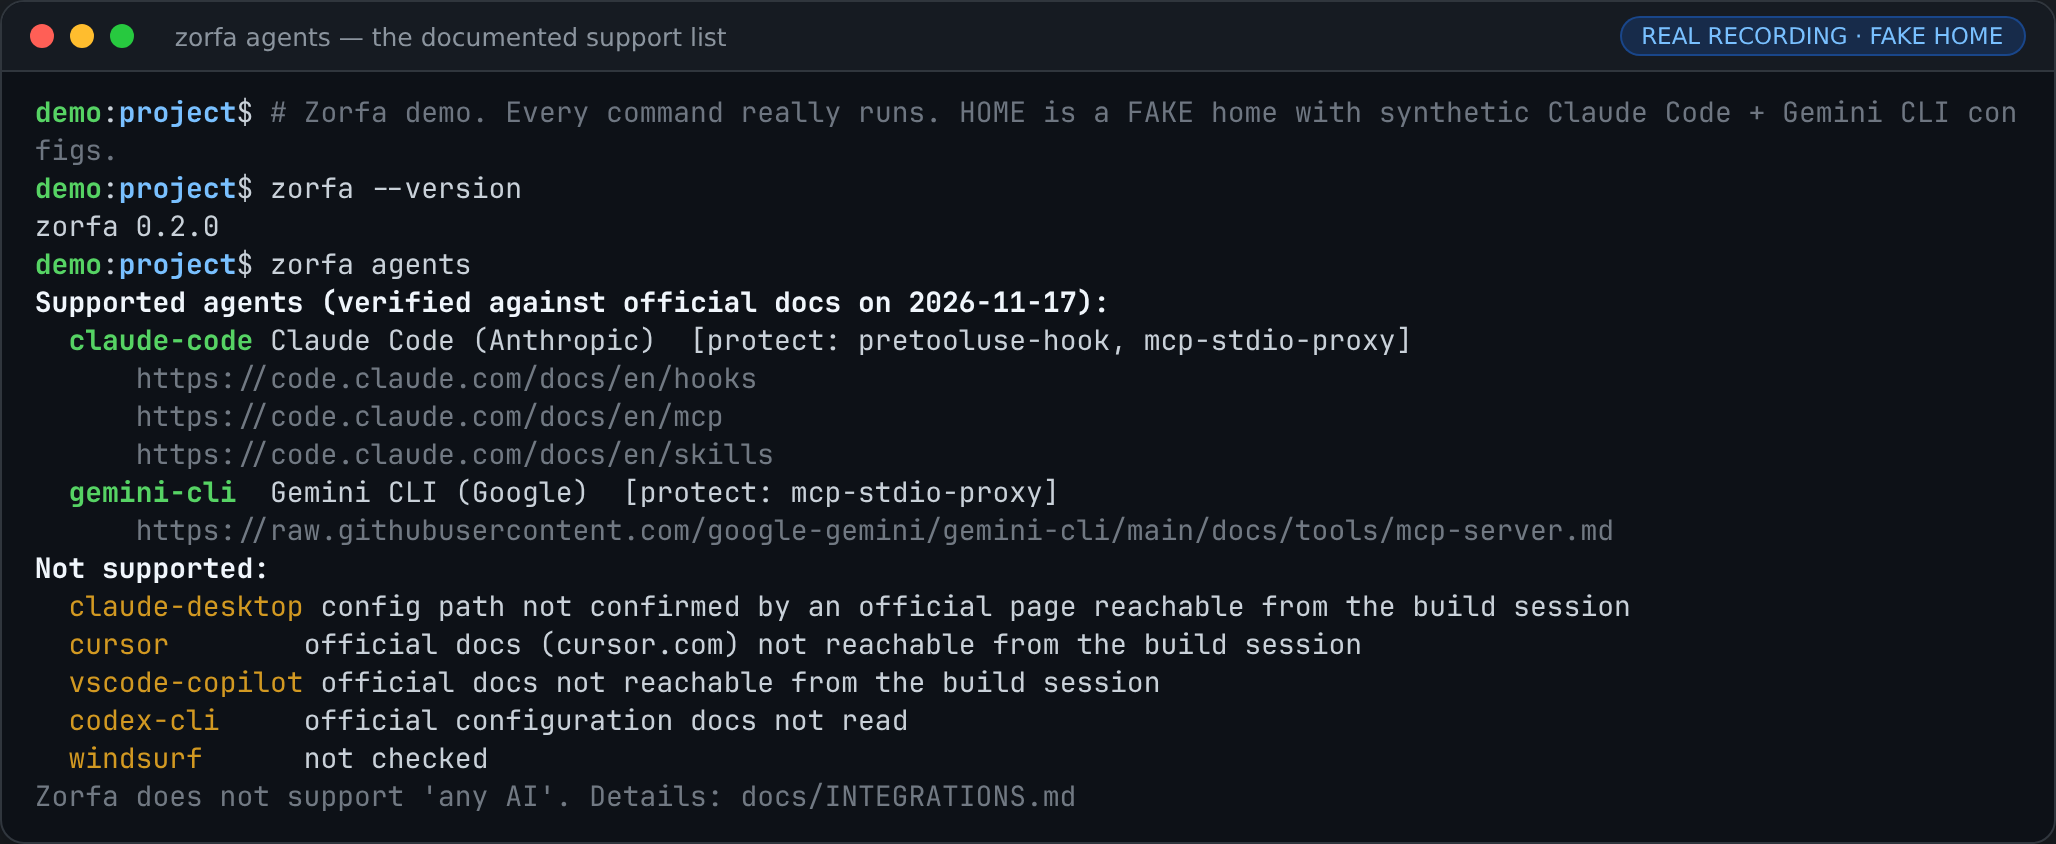 zorfa agents — the documented support list
REAL RECORDING · FAKE HOME
demo:project$ # Zorfa demo. Every command really runs. HOME is a FAKE home with synthetic Claude Code + Gemini CLI con
figs.
demo:project$ zorfa --version
zorfa 0.2.0
demo:project$ zorfa agents
Supported agents (verified against official docs on 2026-11-17):
claude-code Claude Code (Anthropic)  [protect: pretooluse-hook, mcp-stdio-proxy]
https://code.claude.com/docs/en/hooks
https://code.claude.com/docs/en/mcp
https://code.claude.com/docs/en/skills
gemini-cli  Gemini CLI (Google)  [protect: mcp-stdio-proxy]
https://raw.githubusercontent.com/google-gemini/gemini-cli/main/docs/tools/mcp-server.md
Not supported:
claude-desktop config path not confirmed by an official page reachable from the build session
cursor        official docs (cursor.com) not reachable from the build session
vscode-copilot official docs not reachable from the build session
codex-cli     official configuration docs not read
windsurf      not checked
Zorfa does not support 'any AI'. Details: docs/INTEGRATIONS.md